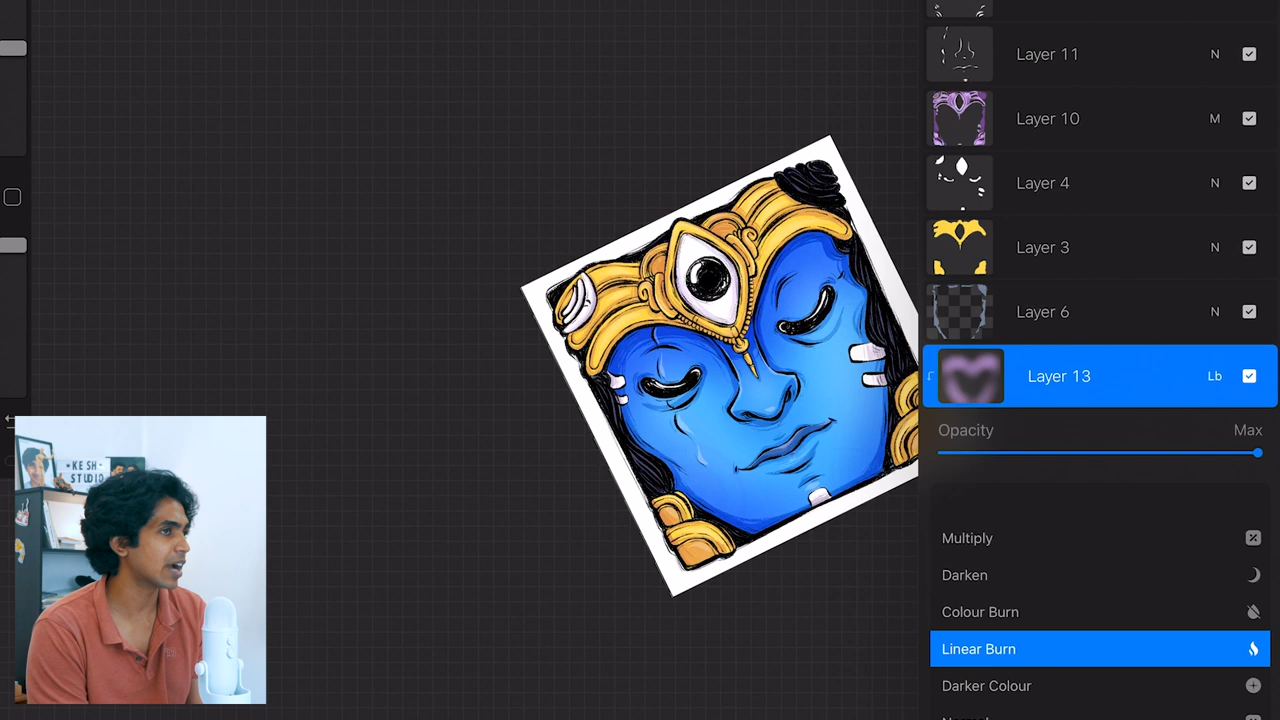 Layer 11 N
Layer 10 M
Layer 4 N
Layer 3 N
Layer 6 N
Layer 13 Lb
Opacity Max
Multiply
Darken
Colour Burn
Linear Burn
Darker Colour
KESH
STUDIO